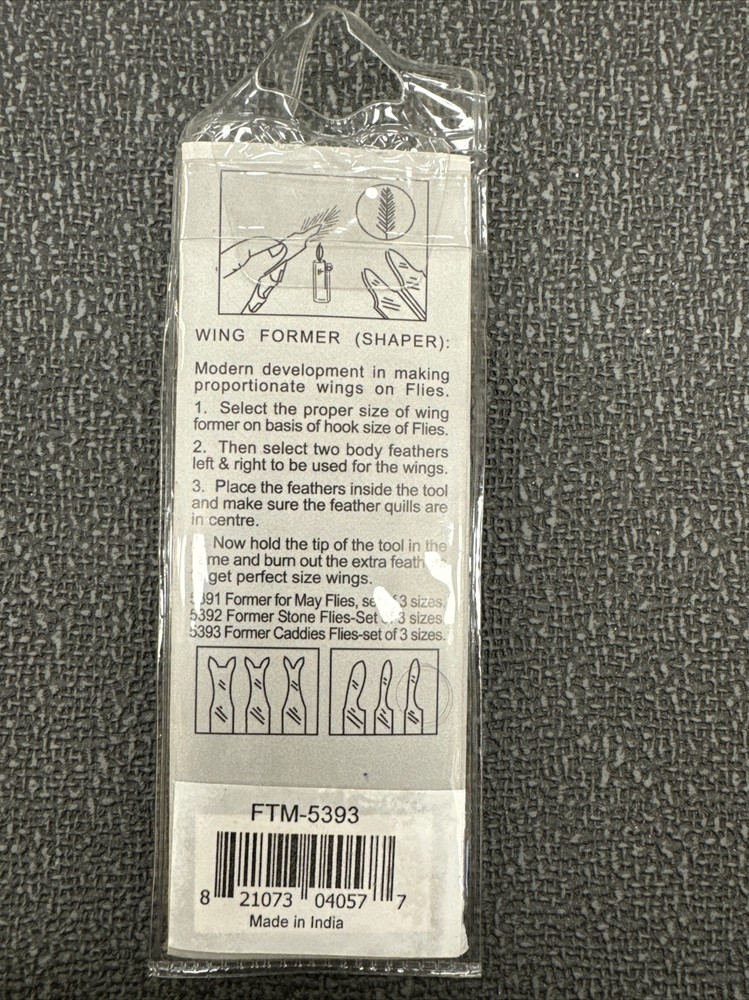 WING FORMER (SHAPER):
Modern development in making
proportionate wings on Flies.
1. Select the proper size of wing
former on basis of hook size of Flies.
2. Then select two body feathers
left & right to be used for the wings.
3. Place the feathers inside the tool
and make sure the feather quills are
in centre.
Now hold the tip of the tool in the
and burn out the extra
get perfect size wings.
5391 Former for May Flies, set of 3 sizes.
5392 Former Stone Flies-Set of 3 sizes.
5393 Former Caddies Flies-set of 3 sizes.
FTM-5393
8 21073 04057 7
Made in India